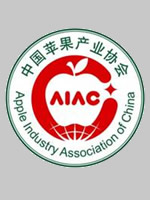 中国苹果产业协会
AIAC
Apple Industry Association of China